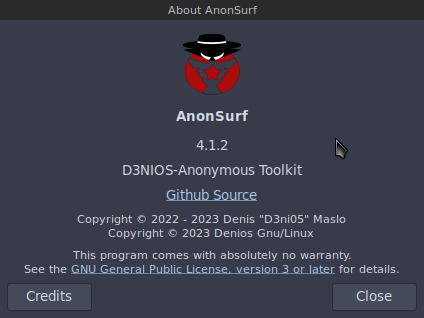 About AnonSurf
AnonSurf
4.1.2
D3NIOS-Anonymous Toolkit
Github Source
Copyright © 2022 - 2023 Denis "D3ni05" Maslo
Copyright © 2023 Denios Gnu/Linux
This program comes with absolutely no warranty.
See the GNU General Public License, version 3 or later for details.
Credits
Close